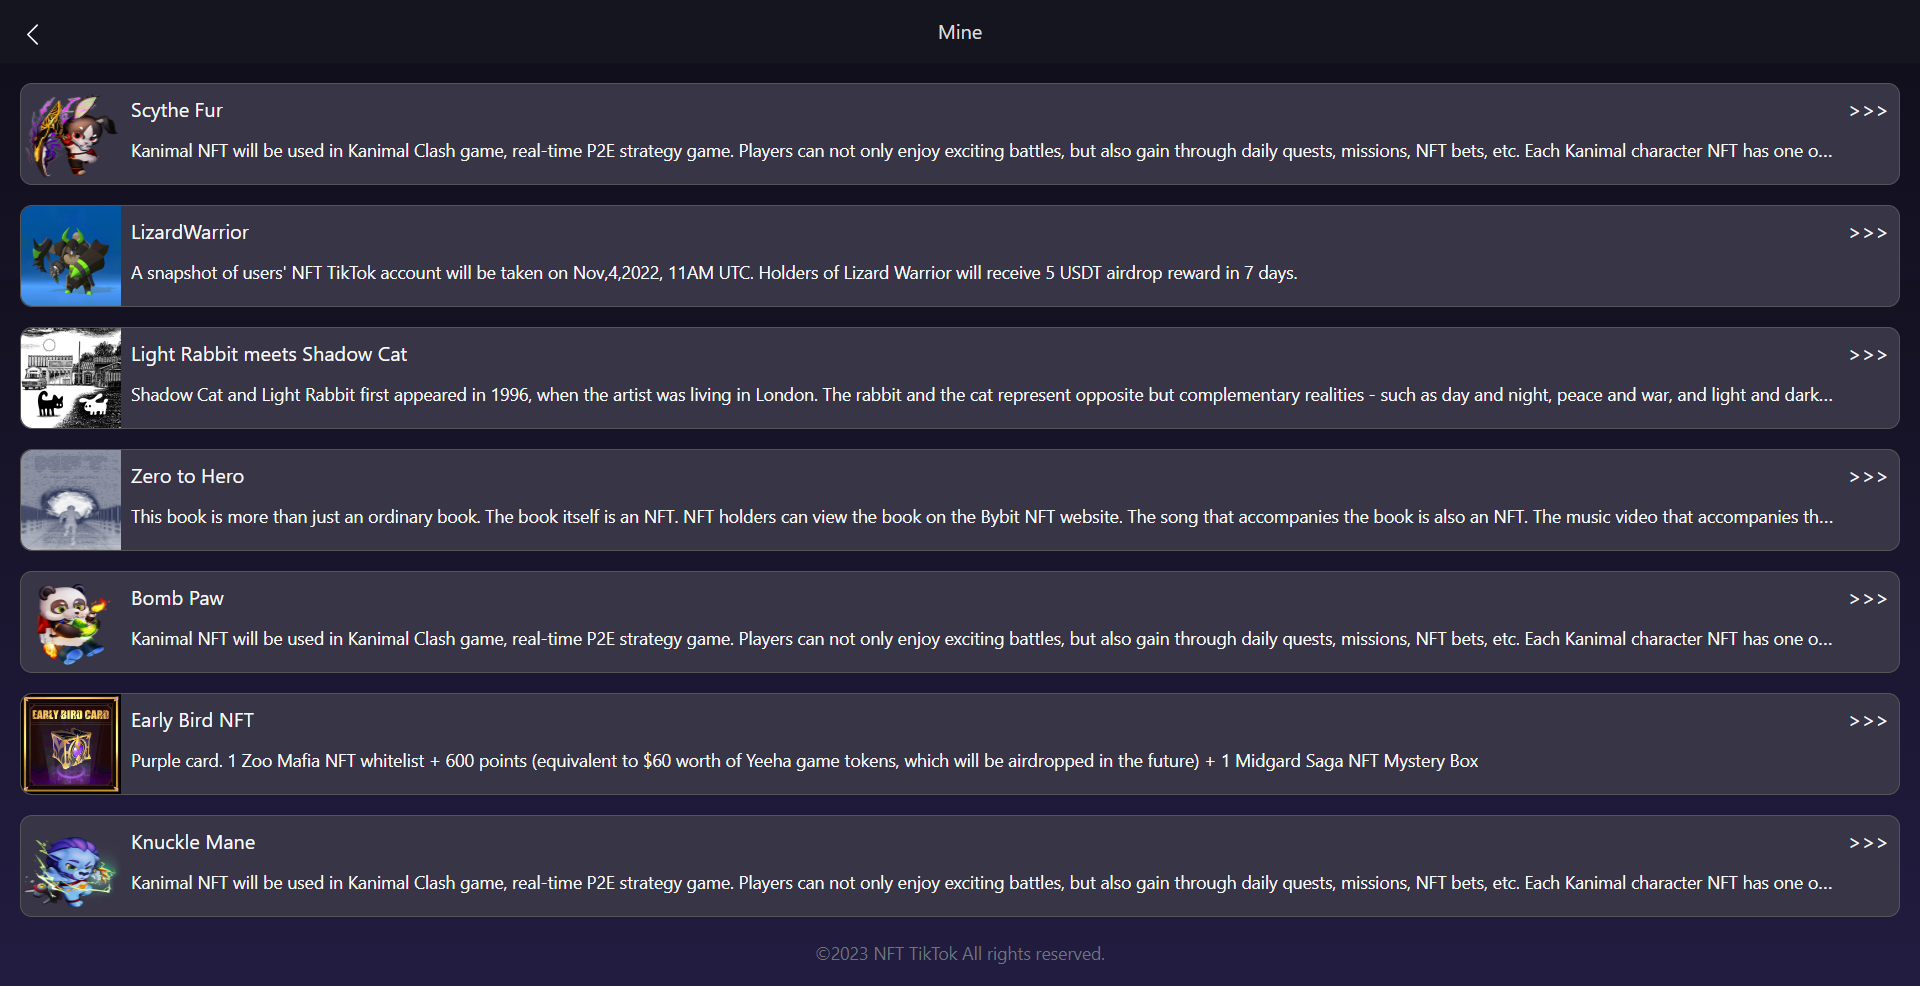 Mine
Scythe Fur
>>>
Kanimal NFT will be used in Kanimal Clash game, real-time P2E strategy game. Players can not only enjoy exciting battles, but also gain through daily quests, missions, NFT bets, etc. Each Kanimal character NFT has one o...
LizardWarrior
>>>
A snapshot of users' NFT TikTok account will be taken on Nov,4,2022, 11AM UTC. Holders of Lizard Warrior will receive 5 USDT airdrop reward in 7 days.
Light Rabbit meets Shadow Cat
>>>
Shadow Cat and Light Rabbit first appeared in 1996, when the artist was living in London. The rabbit and the cat represent opposite but complementary realities - such as day and night, peace and war, and light and dark...
Zero to Hero
>>>
This book is more than just an ordinary book. The book itself is an NFT. NFT holders can view the book on the Bybit NFT website. The song that accompanies the book is also an NFT. The music video that accompanies th...
Bomb Paw
>>>
Kanimal NFT will be used in Kanimal Clash game, real-time P2E strategy game. Players can not only enjoy exciting battles, but also gain through daily quests, missions, NFT bets, etc. Each Kanimal character NFT has one o...
EARLY BIRD CARD
Early Bird NFT
>>>
Purple card. 1 Zoo Mafia NFT whitelist + 600 points (equivalent to $60 worth of Yeeha game tokens, which will be airdropped in the future) + 1 Midgard Saga NFT Mystery Box
Knuckle Mane
>>>
Kanimal NFT will be used in Kanimal Clash game, real-time P2E strategy game. Players can not only enjoy exciting battles, but also gain through daily quests, missions, NFT bets, etc. Each Kanimal character NFT has one o...
©2023 NFT TikTok All rights reserved.